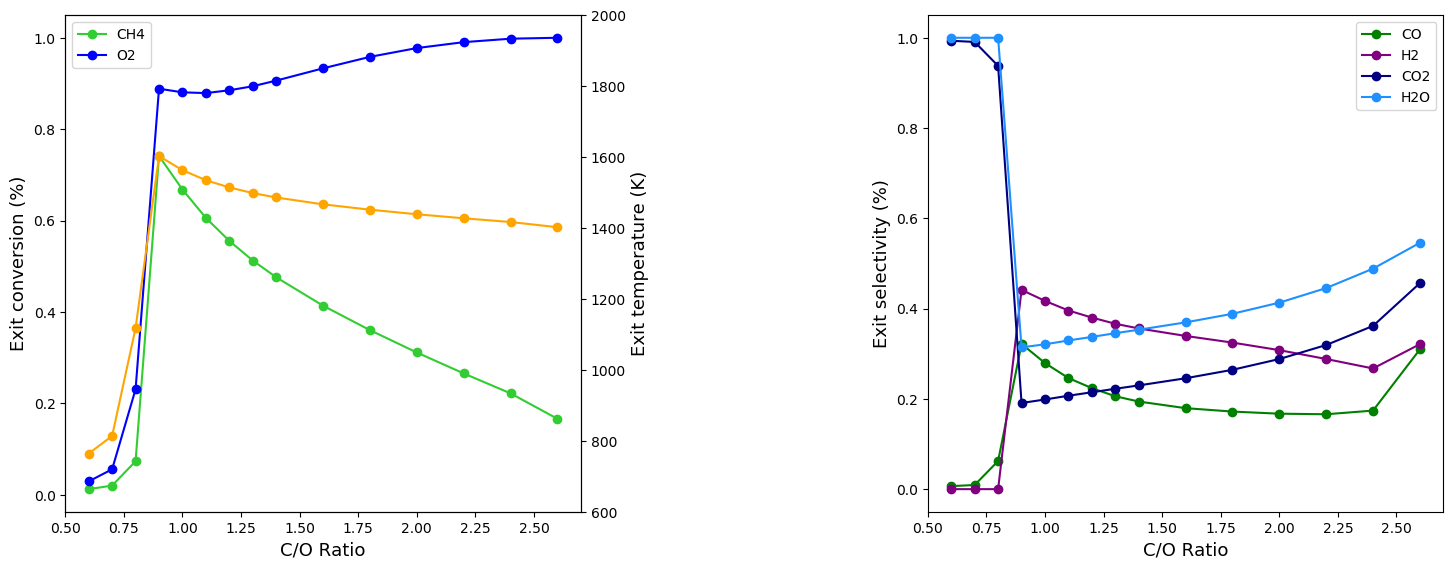 CH4
O2
1.0
0.8
0.6
0.4
0.2
0.0
Exit conversion (%)
2000
1800
1600
1400
1200
1000
800
600
Exit temperature (K)
0.50 0.75 1.00 1.25 1.50 1.75 2.00 2.25 2.50
C/O Ratio
CO
H2
CO2
H2O
1.0
0.8
0.6
0.4
0.2
0.0
Exit selectivity (%)
0.50 0.75 1.00 1.25 1.50 1.75 2.00 2.25 2.50
C/O Ratio